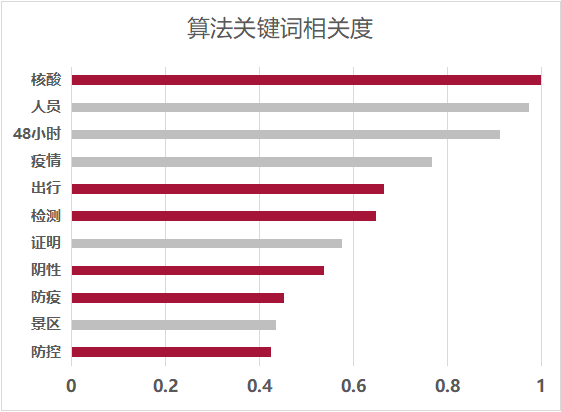 算法关键词相关度
核酸
人员
48小时
疫情
出行
检测
证明
阴性
防疫
景区
防控
0 0.2 0.4 0.6 0.8 1